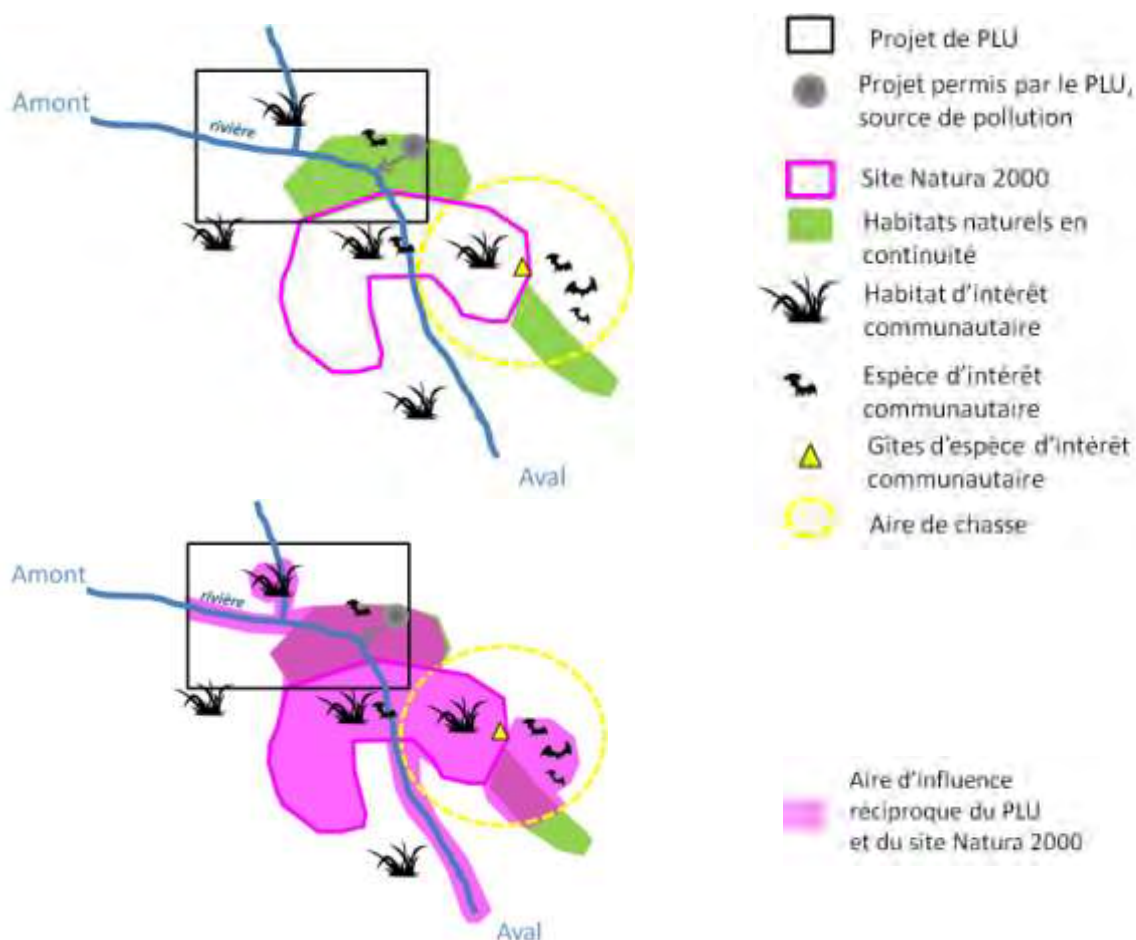 Amont
rivière
Aval
Projet de PLU
Projet permis par le PLU,
source de pollution
Site Natura 2000
Habitats naturels en
continuité
Habitat d'intérêt
communautaire
Espèce d'intérêt
communautaire
Gîtes d'espèce d'intérêt
communautaire
Aire de chasse
Amont
rivière
Aval
Aire d'influence
réciproque du PLU
et du site Natura 2000